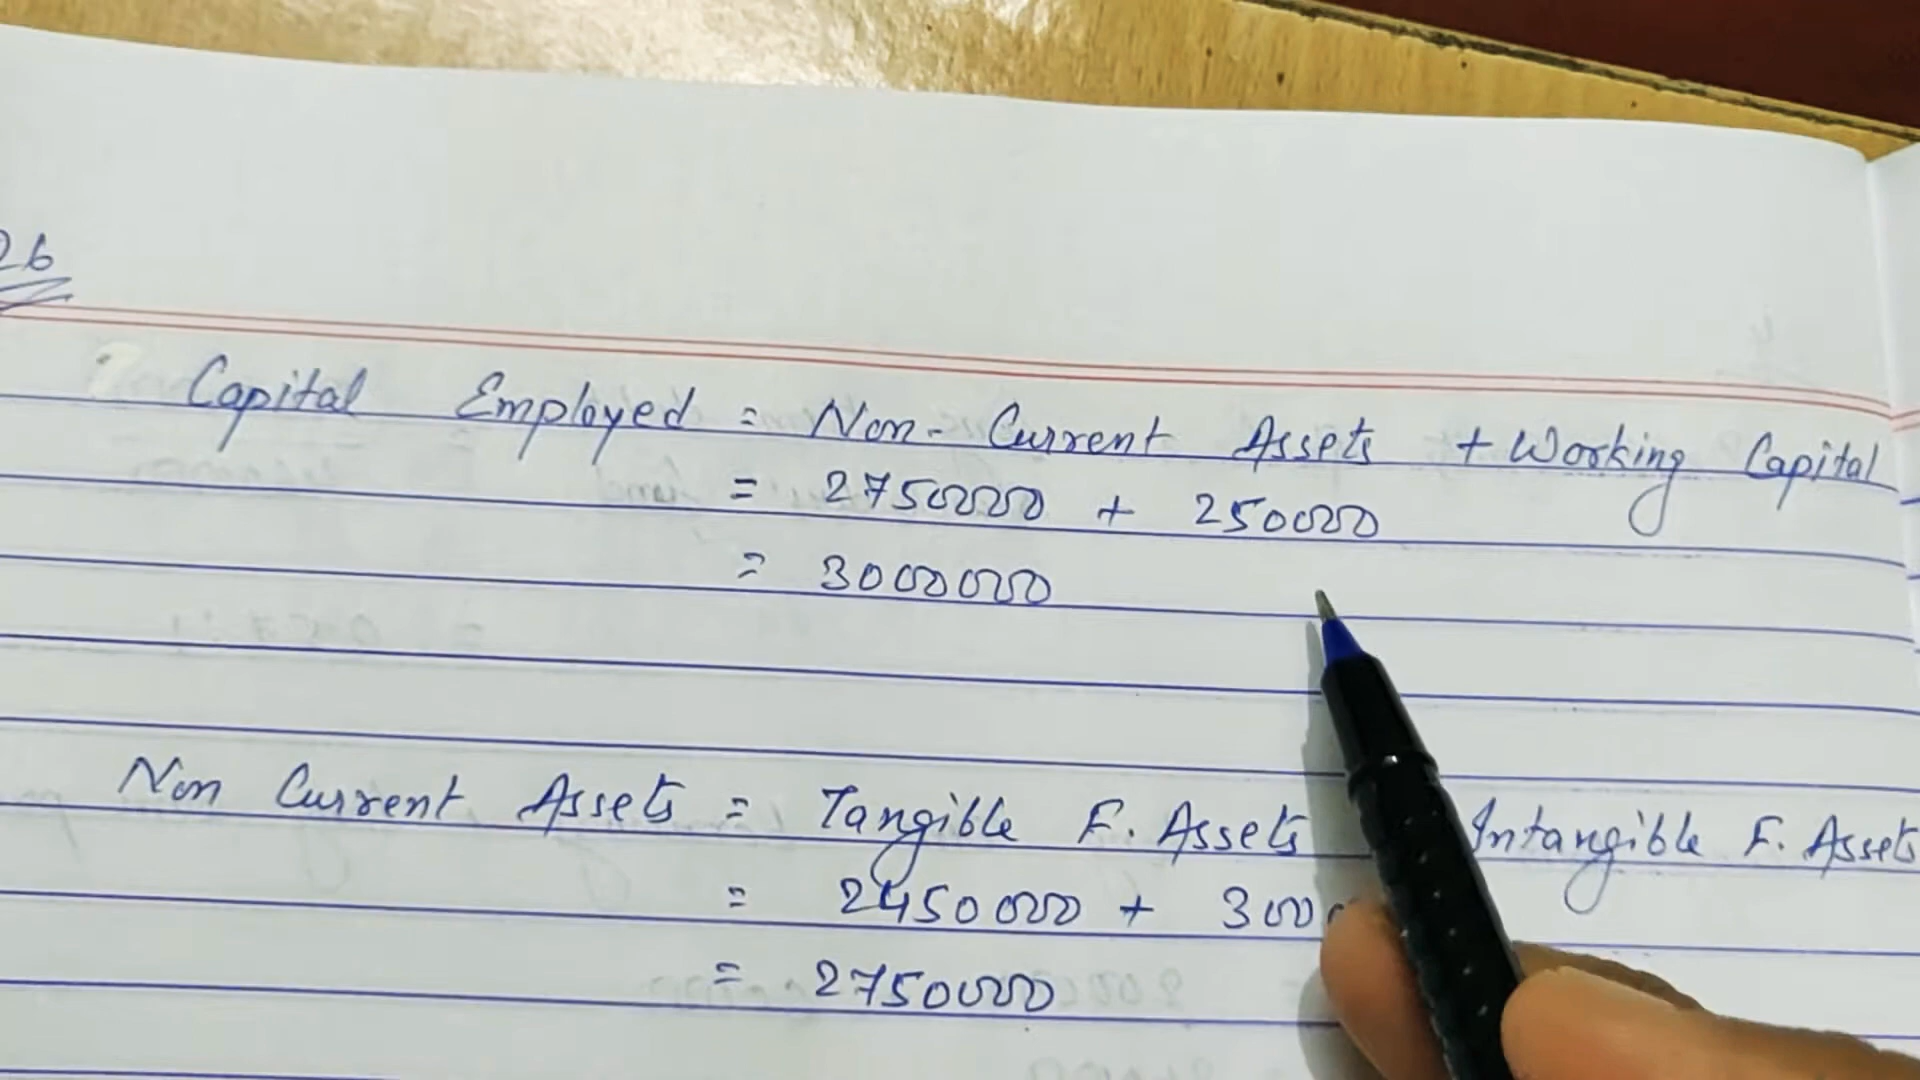 26
Capital Employed = Non-Current Assets + Working Capital
= 2750000 + 250000
= 3000000
Non Current Assets = Tangible F. Assets Intangible F. Assets
= 2450000 + 300
= 2750000